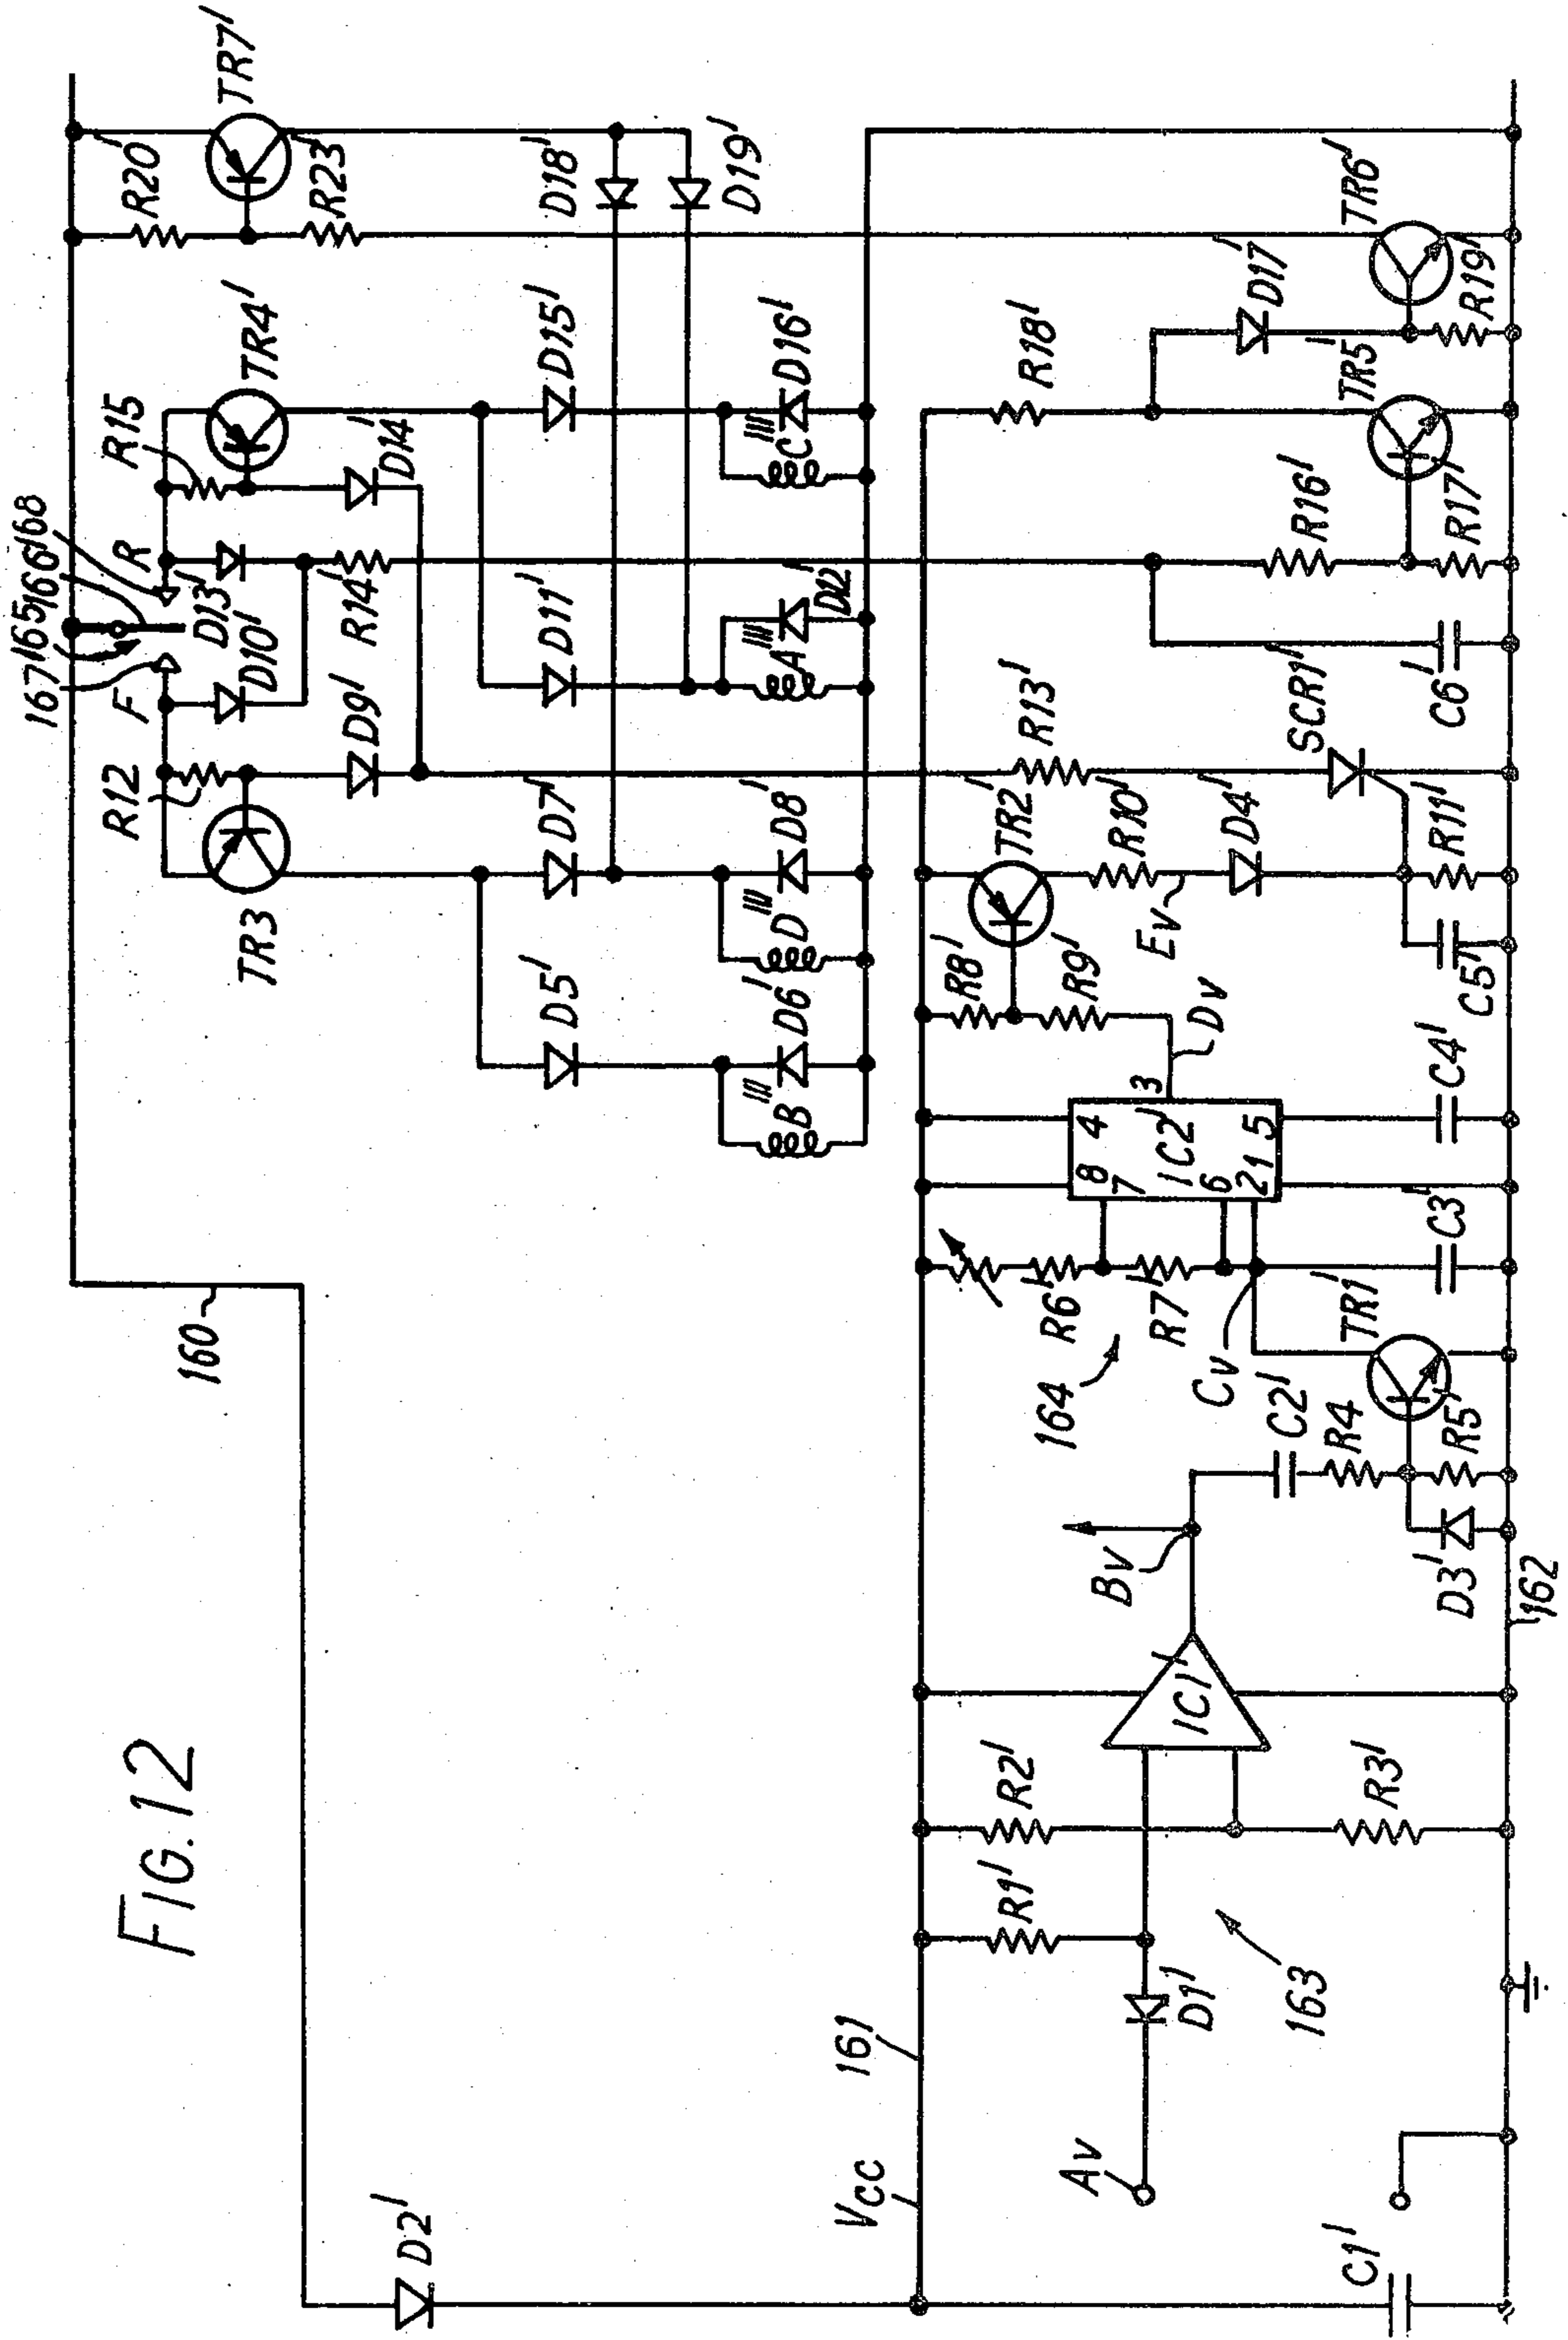 FIG. 12
160
161
162
163
164
165
166'
167
168
F
R
R12
R15
R20'
TR7'
TR3
TR4'
R23'
D13'
D10'
R14'
D14'
D9'
D18'
D19'
D5'
D7'
D11'
D15'
B'''
D6'
D'''
D8'
A'''
D12'
C'''
D16'
D2'
Vcc
Av
D1'
R1'
R2'
R3'
IC1'
Bv
C1'
C2'
R4'
R5'
D3'
TR1'
Cv
R6'
R7'
C3'
8 4
7
IC2'
6
2 1 5
3
C4'
Dv
R8'
R9'
TR2'
R10'
Ev
D4'
C5'
R11'
R13'
SCR1'
C6'
R16'
R17'
R18'
TR5'
D17'
TR6'
R19'